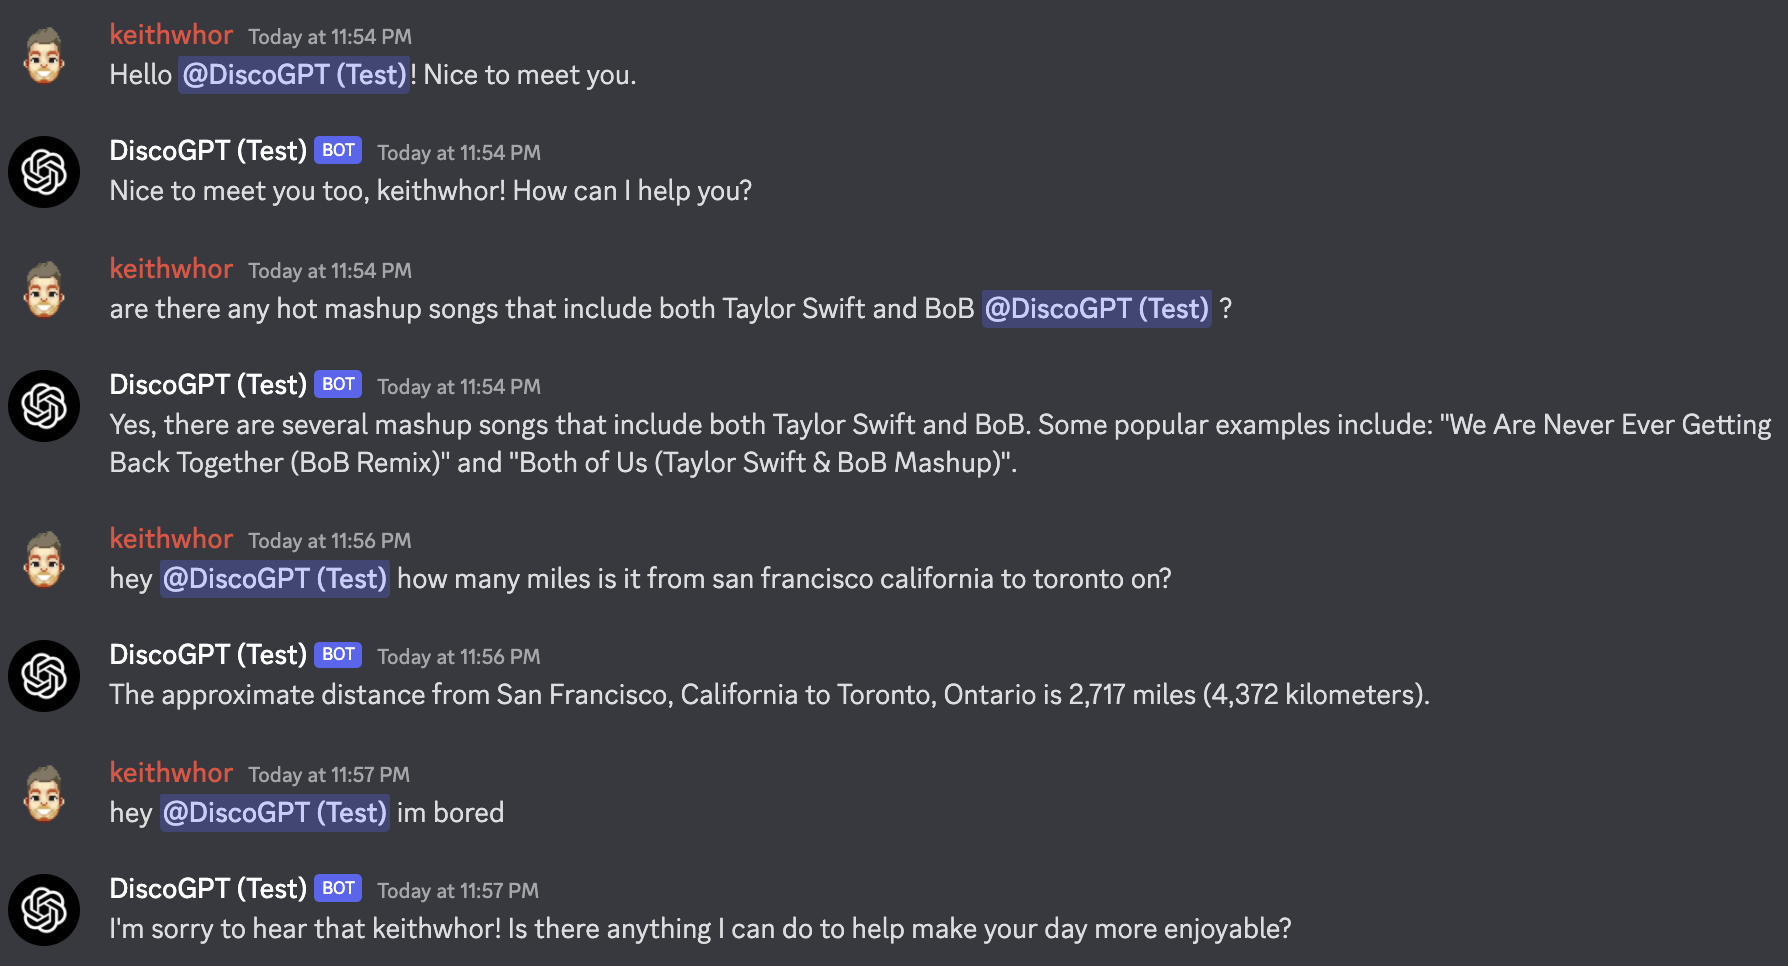 keithwhor Today at 11:54 PM
Hello @DiscoGPT (Test)! Nice to meet you.
DiscoGPT (Test) BOT Today at 11:54 PM
Nice to meet you too, keithwhor! How can I help you?
keithwhor Today at 11:54 PM
are there any hot mashup songs that include both Taylor Swift and BoB @DiscoGPT (Test) ?
DiscoGPT (Test) BOT Today at 11:54 PM
Yes, there are several mashup songs that include both Taylor Swift and BoB. Some popular examples include: "We Are Never Ever Getting
Back Together (BoB Remix)" and "Both of Us (Taylor Swift & BoB Mashup)".
keithwhor Today at 11:56 PM
hey @DiscoGPT (Test) how many miles is it from san francisco california to toronto on?
DiscoGPT (Test) BOT Today at 11:56 PM
The approximate distance from San Francisco, California to Toronto, Ontario is 2,717 miles (4,372 kilometers).
keithwhor Today at 11:57 PM
hey @DiscoGPT (Test) im bored
DiscoGPT (Test) BOT Today at 11:57 PM
I'm sorry to hear that keithwhor! Is there anything I can do to help make your day more enjoyable?